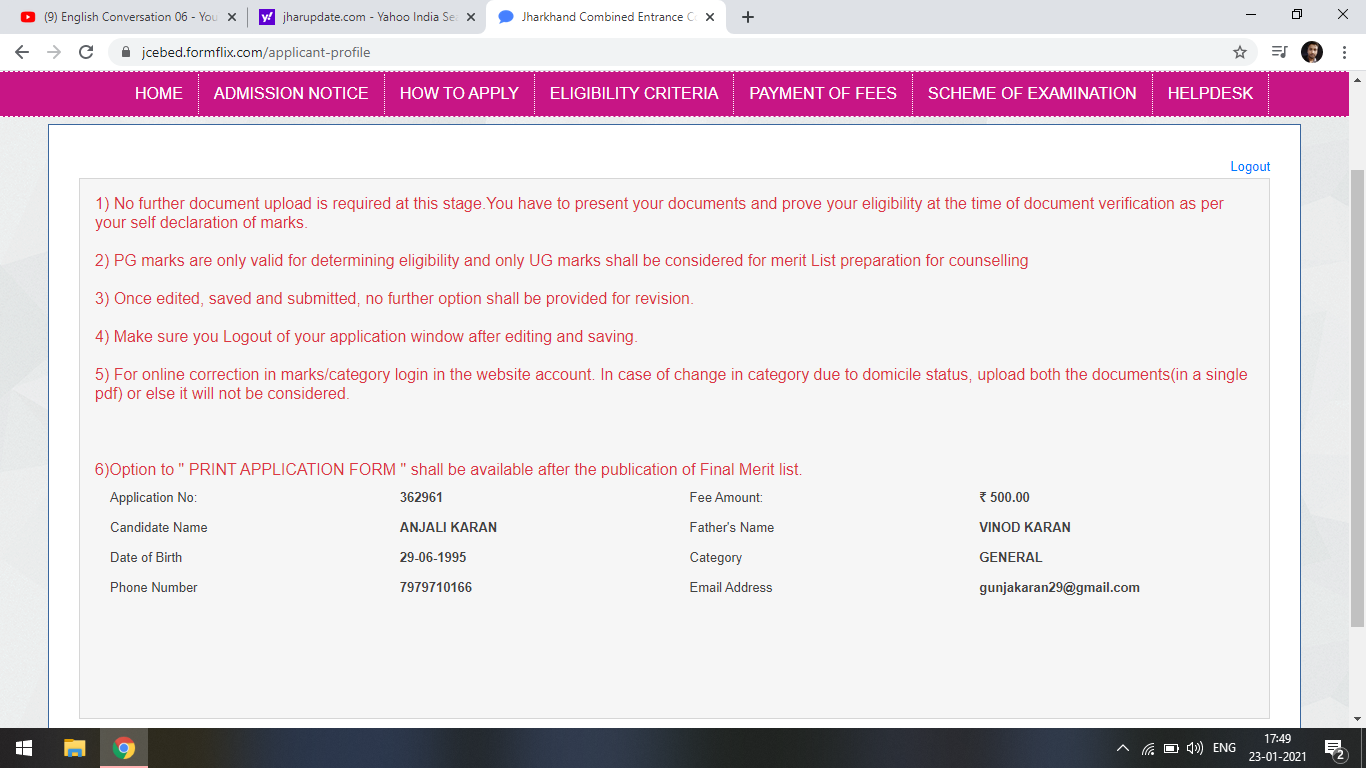 (9) English Conversation 06 - You
jharupdate.com - Yahoo India Se
Jharkhand Combined Entrance C
jcebed.formflix.com/applicant-profile
HOME ADMISSION NOTICE HOW TO APPLY ELIGIBILITY CRITERIA PAYMENT OF FEES SCHEME OF EXAMINATION HELPDESK
Logout
1) No further document upload is required at this stage.You have to present your documents and prove your eligibility at the time of document verification as per
your self declaration of marks.
2) PG marks are only valid for determining eligibility and only UG marks shall be considered for merit List preparation for counselling
3) Once edited, saved and submitted, no further option shall be provided for revision.
4) Make sure you Logout of your application window after editing and saving.
5) For online correction in marks/category login in the website account. In case of change in category due to domicile status, upload both the documents(in a single
pdf) or else it will not be considered.
6)Option to " PRINT APPLICATION FORM " shall be available after the publication of Final Merit list.
Application No: 362961 Fee Amount: ₹ 500.00
Candidate Name ANJALI KARAN Father's Name VINOD KARAN
Date of Birth 29-06-1995 Category GENERAL
Phone Number 7979710166 Email Address gunjakaran29@gmail.com
ENG
17:49
23-01-2021
2